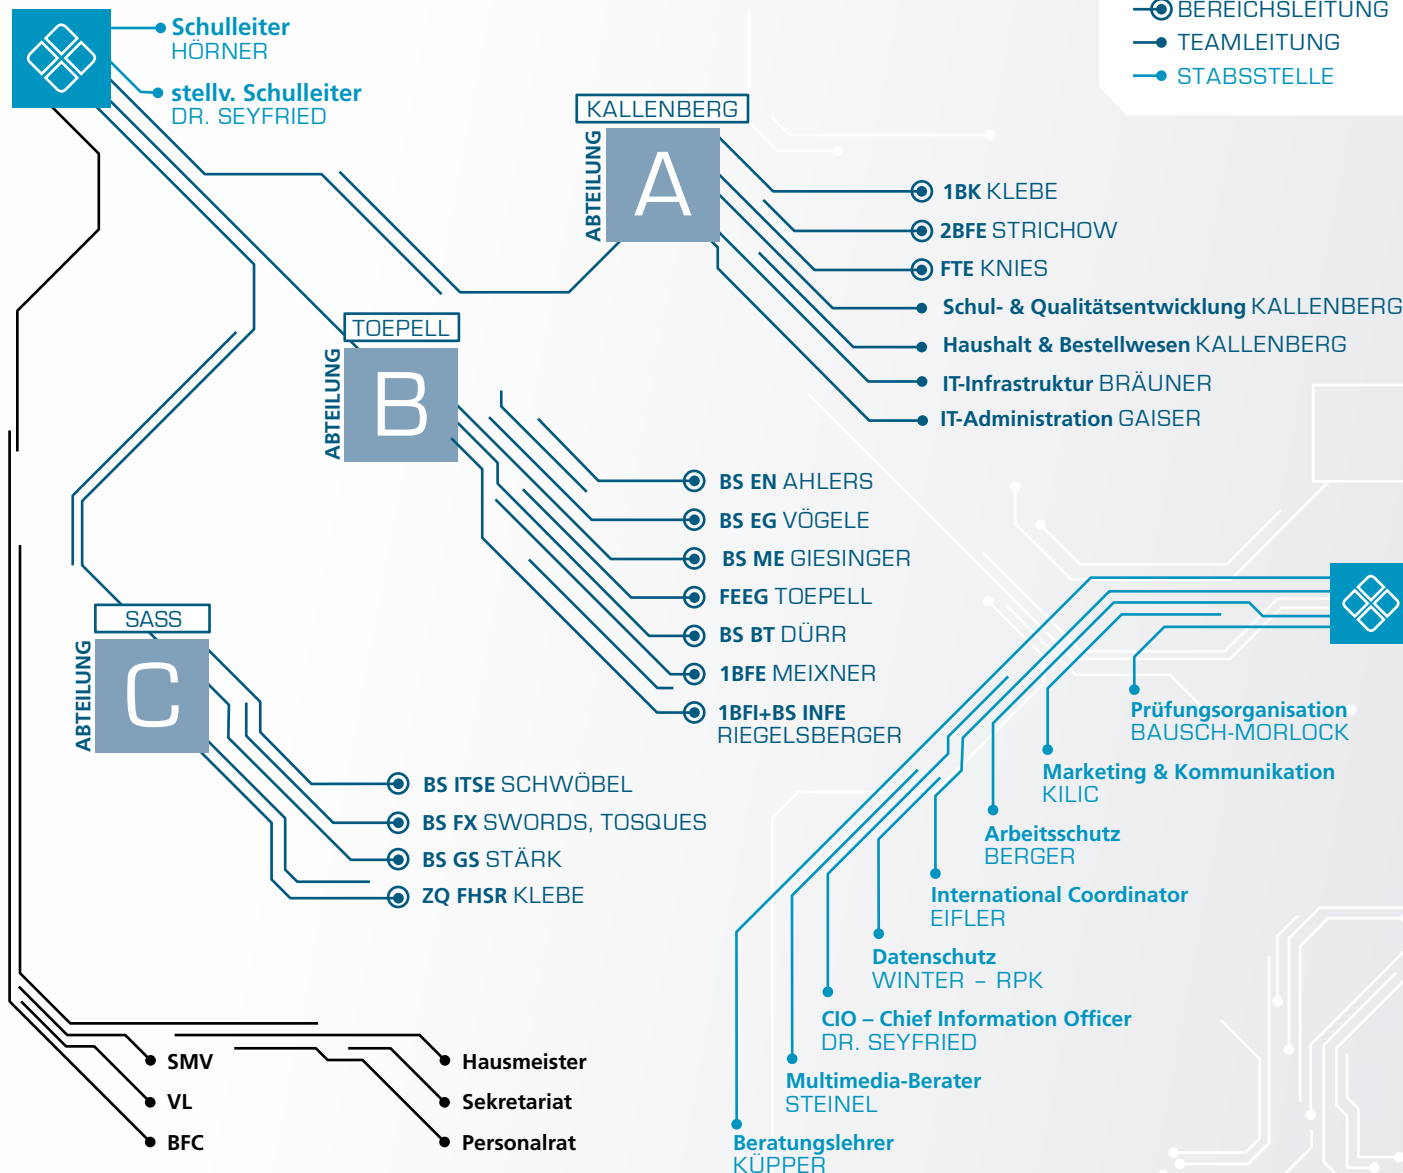 Schulleiter
HÖRNER
stellv. Schulleiter
DR. SEYFRIED
BEREICHSLEITUNG
TEAMLEITUNG
STABSSTELLE
KALLENBERG
ABTEILUNG
A
1BK KLEBE
2BFE STRICHOW
FTE KNIES
Schul- & Qualitätsentwicklung KALLENBERG
Haushalt & Bestellwesen KALLENBERG
IT-Infrastruktur BRÄUNER
IT-Administration GAISER
TOEPELL
ABTEILUNG
B
BS EN AHLERS
BS EG VÖGELE
BS ME GIESINGER
FEEG TOEPELL
BS BT DÜRR
1BFE MEIXNER
1BFI+BS INFE
RIEGELSBERGER
SASS
ABTEILUNG
C
BS ITSE SCHWÖBEL
BS FX SWORDS, TOSQUES
BS GS STÄRK
ZQ FHSR KLEBE
Prüfungsorganisation
BAUSCH-MORLOCK
Marketing & Kommunikation
KILIC
Arbeitsschutz
BERGER
International Coordinator
EIFLER
Datenschutz
WINTER – RPK
CIO – Chief Information Officer
DR. SEYFRIED
Multimedia-Berater
STEINEL
Beratungslehrer
KÜPPER
SMV
VL
BFC
Hausmeister
Sekretariat
Personalrat